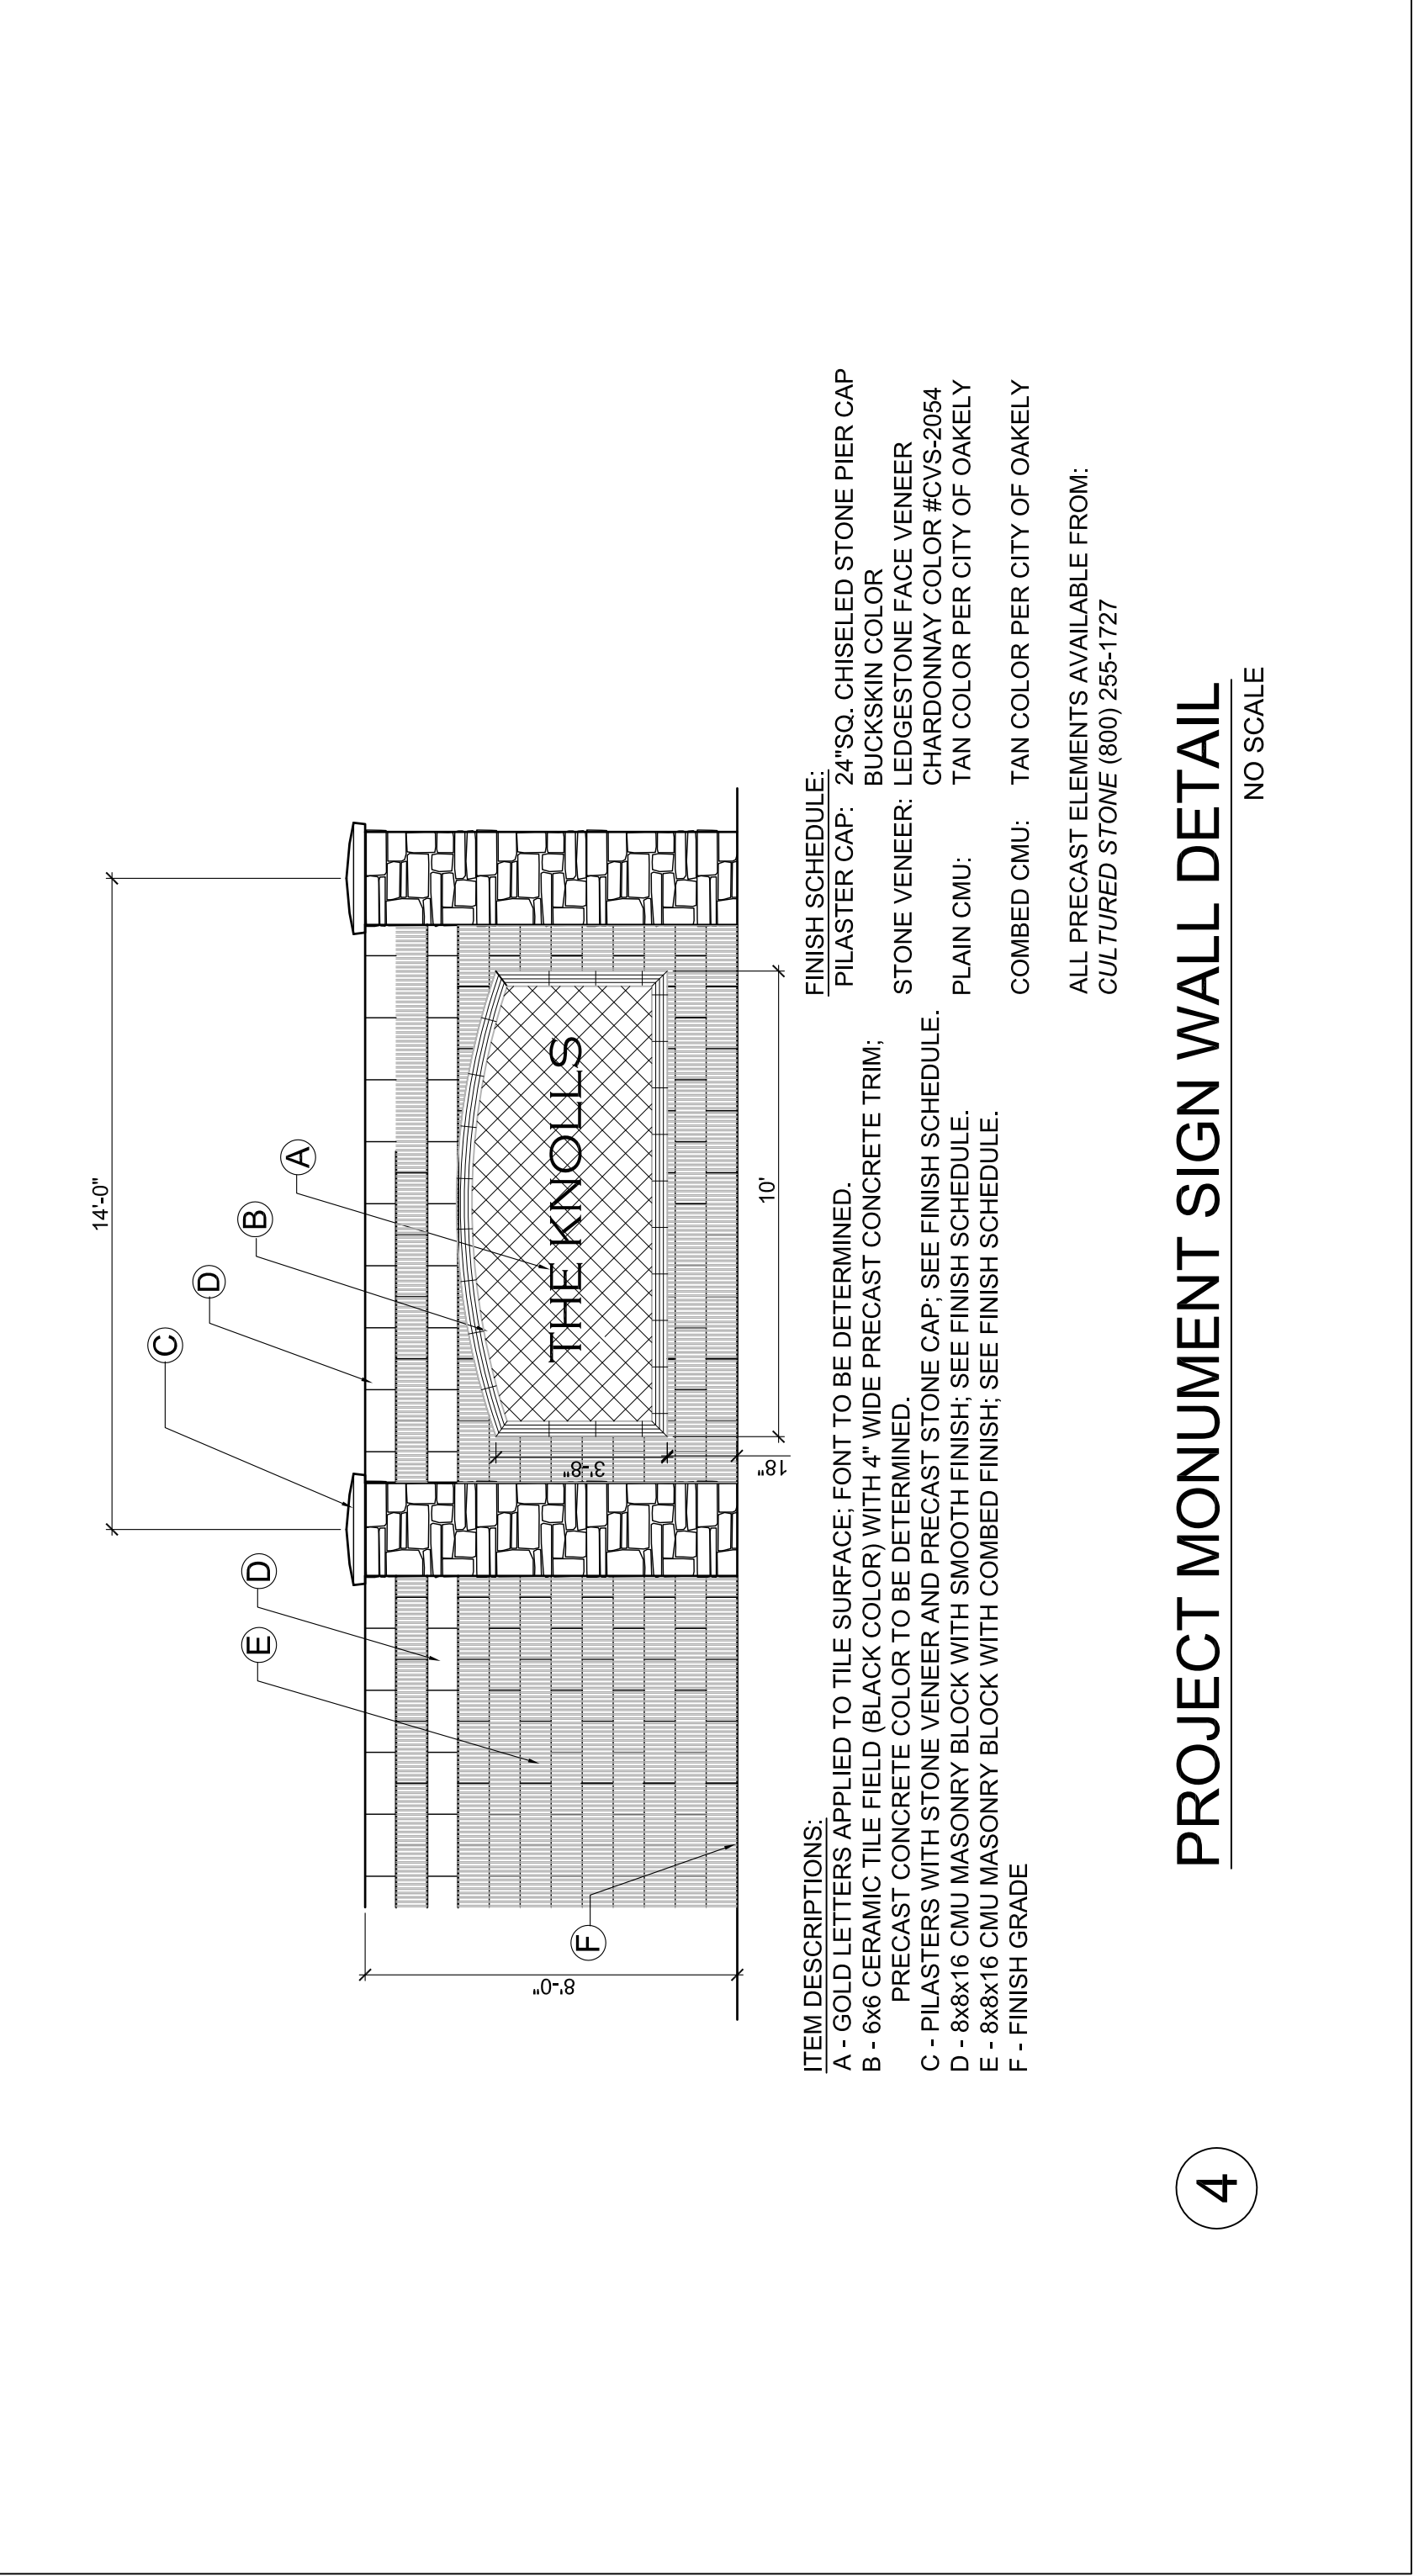 14'-0"
C
D
B
A
E
D
THE KNOLLS
3'-8"
18"
8'-0"
F
10'
ITEM DESCRIPTIONS:
A - GOLD LETTERS APPLIED TO TILE SURFACE; FONT TO BE DETERMINED.
B - 6x6 CERAMIC TILE FIELD (BLACK COLOR) WITH 4" WIDE PRECAST CONCRETE TRIM;
PRECAST CONCRETE COLOR TO BE DETERMINED.
C - PILASTERS WITH STONE VENEER AND PRECAST STONE CAP; SEE FINISH SCHEDULE.
D - 8x8x16 CMU MASONRY BLOCK WITH SMOOTH FINISH; SEE FINISH SCHEDULE.
E - 8x8x16 CMU MASONRY BLOCK WITH COMBED FINISH; SEE FINISH SCHEDULE.
F - FINISH GRADE
FINISH SCHEDULE:
PILASTER CAP: 24"SQ. CHISELED STONE PIER CAP
BUCKSKIN COLOR
STONE VENEER: LEDGESTONE FACE VENEER
CHARDONNAY COLOR #CVS-2054
PLAIN CMU: TAN COLOR PER CITY OF OAKELY
COMBED CMU: TAN COLOR PER CITY OF OAKELY
ALL PRECAST ELEMENTS AVAILABLE FROM:
CULTURED STONE (800) 255-1727
4
PROJECT MONUMENT SIGN WALL DETAIL
NO SCALE